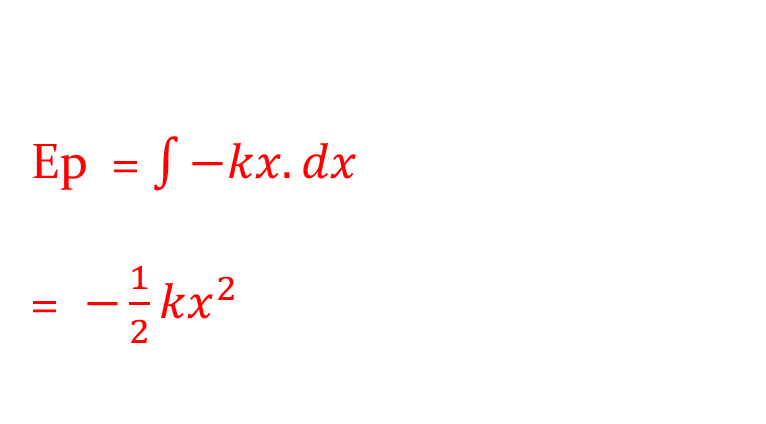 Ep = ∫ −kx. dx
= − 1/2 kx²